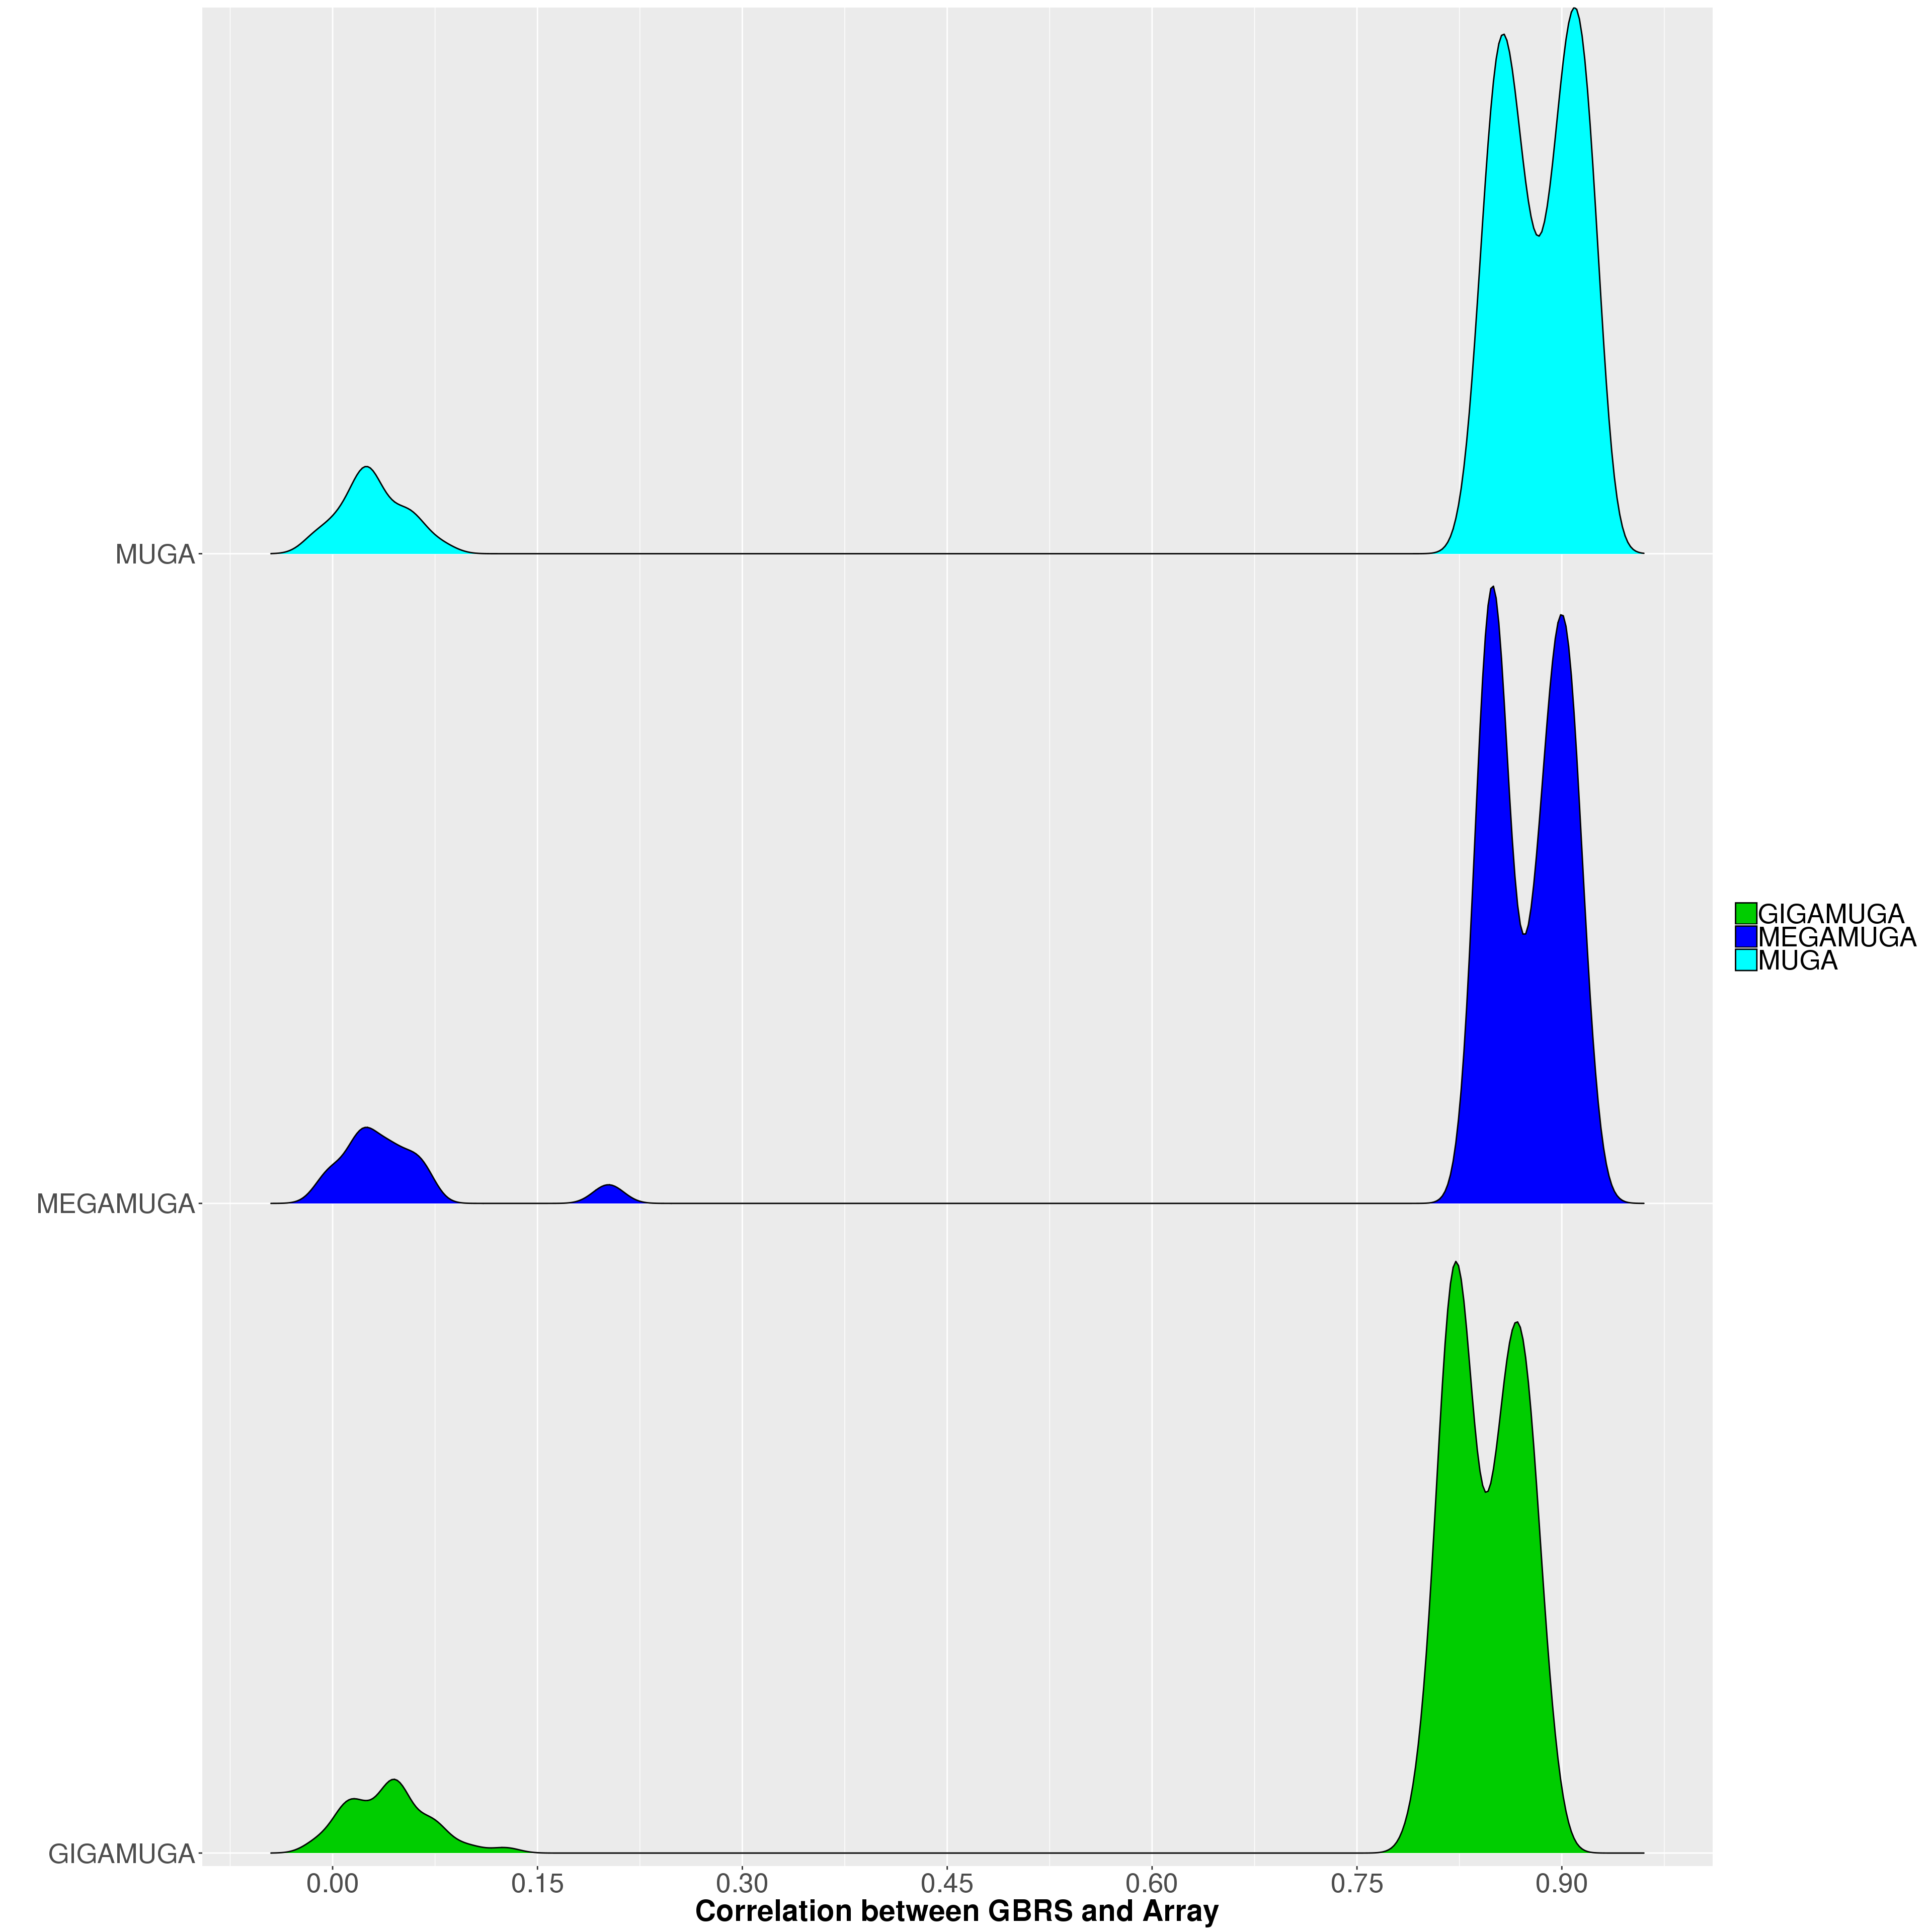 MUGA
MEGAMUGA
GIGAMUGA
0.00 0.15 0.30 0.45 0.60 0.75 0.90
Correlation between GBRS and Array
GIGAMUGA
MEGAMUGA
MUGA